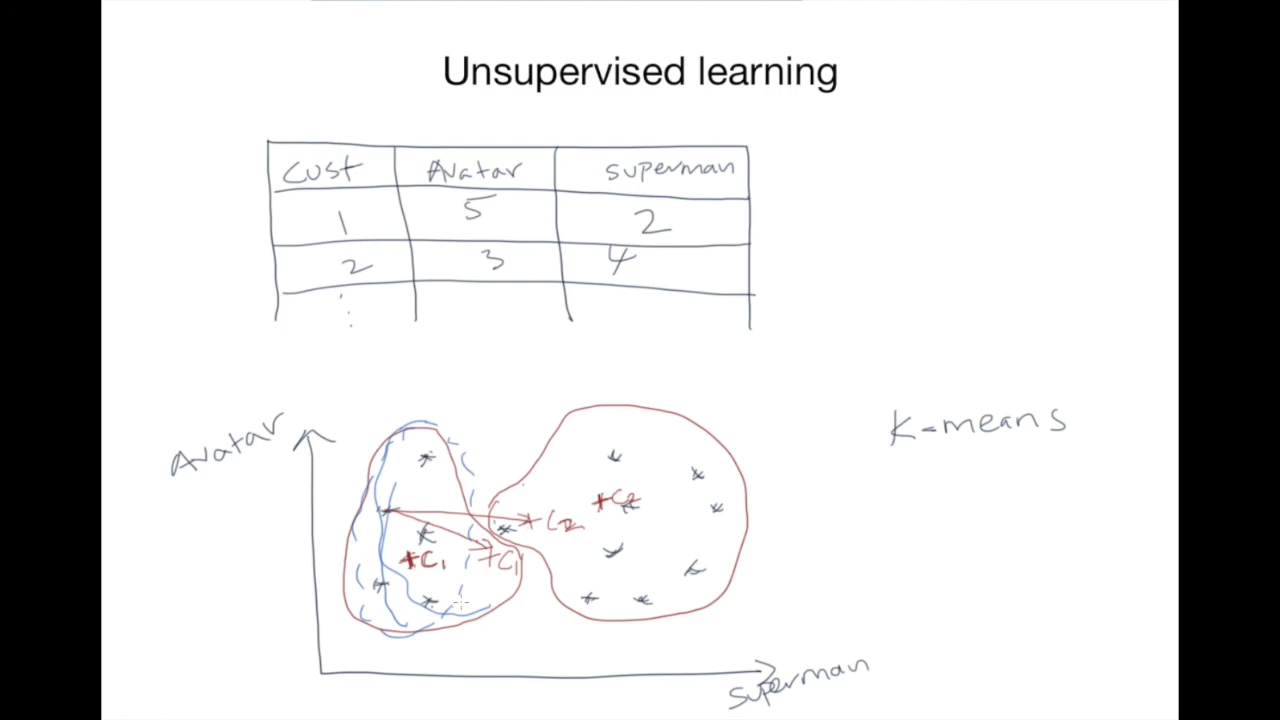 Unsupervised learning
Cust Avatar Superman
1 5 2
2 3 4
Avatar
K-means
C2
C2
C1
C1
Superman